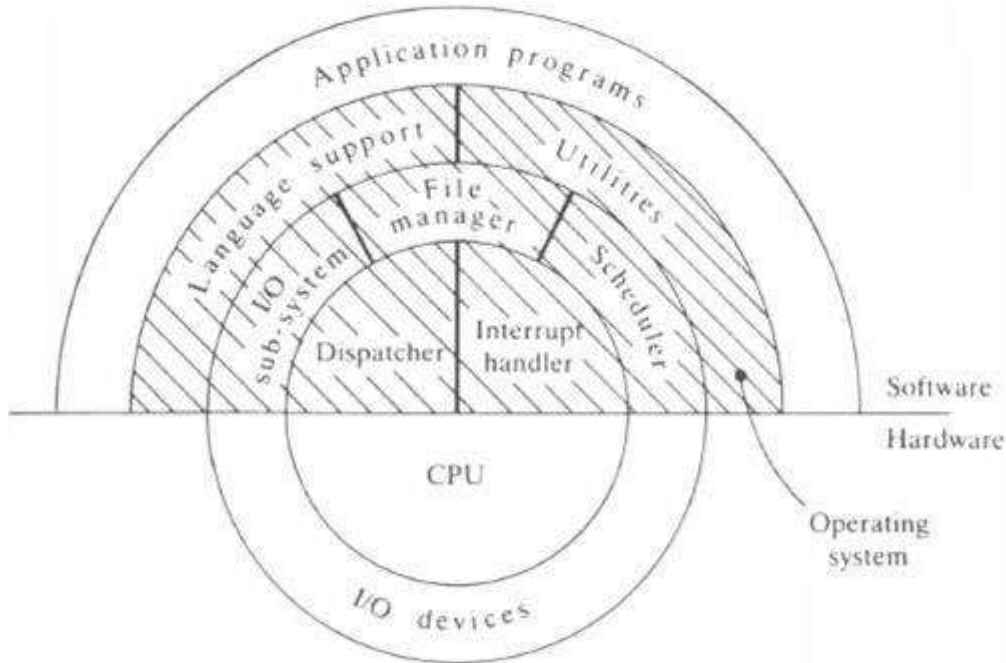 Application programs
Language support
Utilities
File
manager
I/O
sub-system
Scheduler
Dispatcher
Interrupt
handler
Software
Hardware
CPU
Operating
system
I/O devices